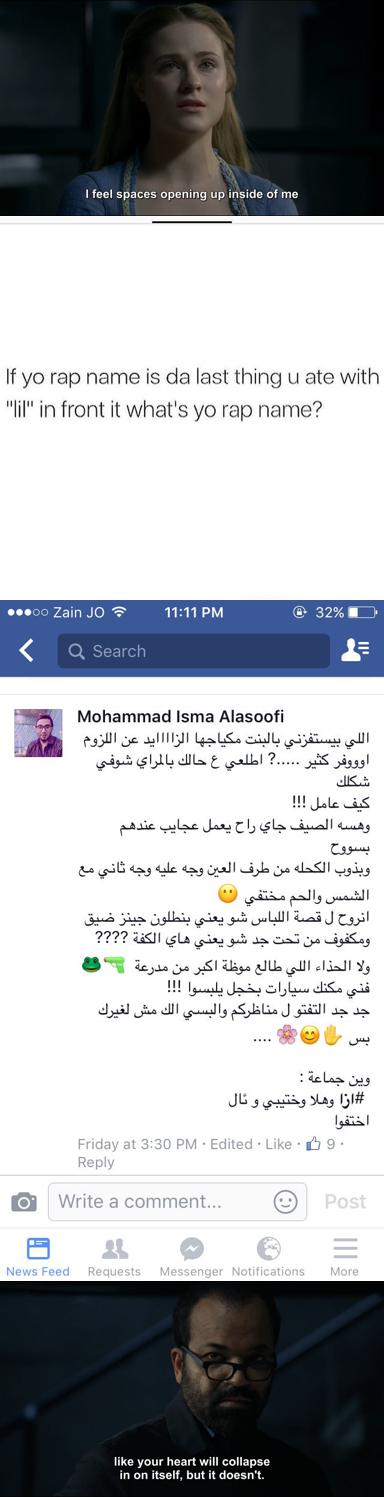 I feel spaces opening up inside of me
If yo rap name is da last thing u ate with
"lil" in front it what's yo rap name?
Zain JO 11:11 PM 32%
Search
Mohammad Isma Alasoofi
اللي بيستفزني بالبنت مكياجها الزاااايد عن اللزوم
اوووفر كثير .....? اطلعي ع حالك بالمراي شوفي
شكلك
كيف عامل !!!
وهسه الصيف جاي راح يعمل عجايب عندهم
بسووح
وبذوب الكحله من طرف العين وجه عليه وجه ثاني مع
الشمس والحم مختفي 😶
انروح ل قصة اللباس شو يعني بنطلون جينز ضيق
ومكفوف من تحت جد شو يعني هاي الكفة ????
ولا الحذاء اللي طالع موظة اكبر من مدرعة 🔫🐸
فني مكنك سيارات بخجل يلبسوا !!!
جد جد التفتو ل مناظركم والبسي الك مش لغيرك
بس ✋😊🌸 ....
وين جماعة :
#ازا وهلا وختيبي و ئال
اختفوا
Friday at 3:30 PM · Edited · Like · 👍 9 ·
Reply
Write a comment... Post
News Feed Requests Messenger Notifications More
like your heart will collapse
in on itself, but it doesn't.